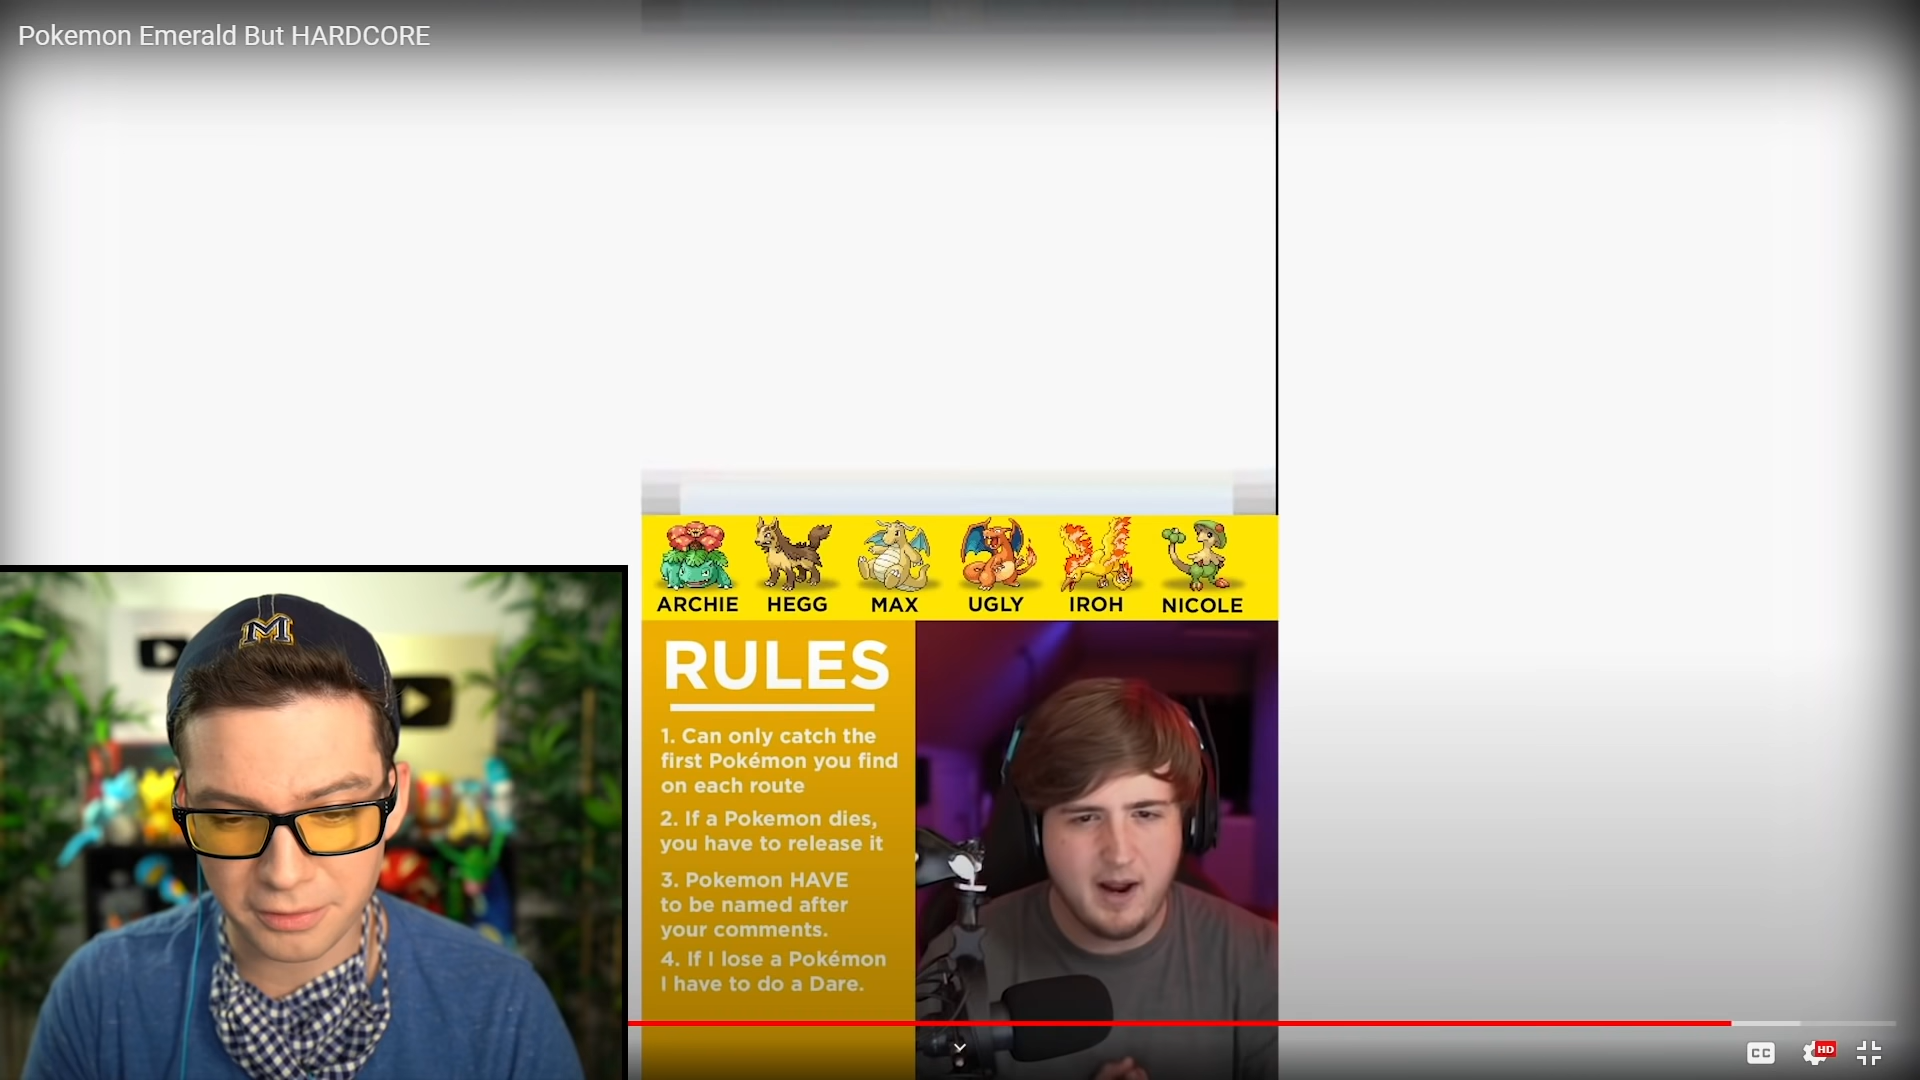 Pokemon Emerald But HARDCORE
ARCHIE HEGG MAX UGLY IROH NICOLE
RULES
1. Can only catch the
first Pokémon you find
on each route
2. If a Pokemon dies,
you have to release it
3. Pokemon HAVE
to be named after
your comments.
4. If I lose a Pokémon
I have to do a Dare.
M
CC
HD